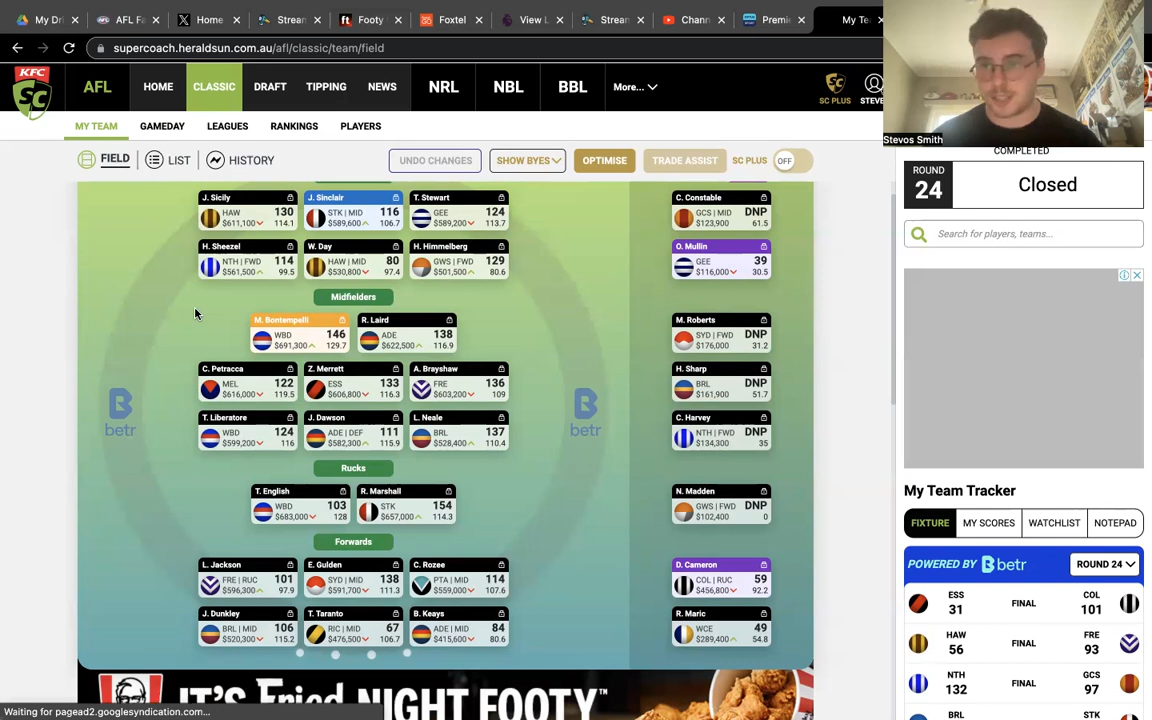 My Dri
AFL Fa
Home
Stream
Footy
Foxtel
View L
Stream
Chann
Premie
My Te
supercoach.heraldsun.com.au/afl/classic/team/field
KFC
SC
AFL
HOME
CLASSIC
DRAFT
TIPPING
NEWS
NRL
NBL
BBL
More...
SC PLUS
STEVE
Stevos Smith
MY TEAM
GAMEDAY
LEAGUES
RANKINGS
PLAYERS
FIELD
LIST
HISTORY
UNDO CHANGES
SHOW BYES
OPTIMISE
TRADE ASSIST
SC PLUS
OFF
COMPLETED
ROUND
24
Closed
Search for players, teams...
J. Sicily
HAW 130
$611,100 114.1
J. Sinclair
STK | MID 116
$589,600 106.7
T. Stewart
GEE 124
$589,200 113.7
C. Constable
GCS | MID DNP
$123,900 61.5
H. Sheezel
NTH | FWD 114
$561,500 99.5
W. Day
HAW | MID 80
$530,800 97.4
H. Himmelberg
GWS | FWD 129
$501,500 80.6
O. Mullin
GEE 39
$116,000 30.5
Midfielders
M. Bontempelli
WBD 146
$691,300 129.7
R. Laird
ADE 138
$622,500 116.9
M. Roberts
SYD | FWD DNP
$176,000 31.2
C. Petracca
MEL 122
$616,000 119.5
Z. Merrett
ESS 133
$606,800 116.3
A. Brayshaw
FRE 136
$603,200 109
H. Sharp
BRL DNP
$161,900 51.7
T. Liberatore
WBD 124
$599,200 116
J. Dawson
ADE | DEF 111
$582,300 115.9
L. Neale
BRL 137
$528,400 110.4
C. Harvey
NTH | FWD DNP
$134,300 35
betr
betr
Rucks
T. English
WBD 103
$683,000 128
R. Marshall
STK 154
$657,000 114.3
N. Madden
GWS | FWD DNP
$102,400 0
Forwards
L. Jackson
FRE | RUC 101
$596,300 97.9
E. Gulden
SYD | MID 138
$591,700 111.3
C. Rozee
PTA | MID 114
$559,000 107.6
D. Cameron
COL | RUC 59
$456,800 92.2
J. Dunkley
BRL | MID 106
$520,300 115.2
T. Taranto
RIC | MID 67
$476,500 106.7
B. Keays
ADE | MID 84
$415,600 80.6
R. Maric
WCE 49
$289,400 54.8
My Team Tracker
FIXTURE
MY SCORES
WATCHLIST
NOTEPAD
POWERED BY betr
ROUND 24
ESS
31
FINAL
COL
101
HAW
56
FINAL
FRE
93
NTH
132
FINAL
GCS
97
BRL
STK
IT'S Fried NIGHT FOOTY™
Waiting for pagead2.googlesyndication.com...